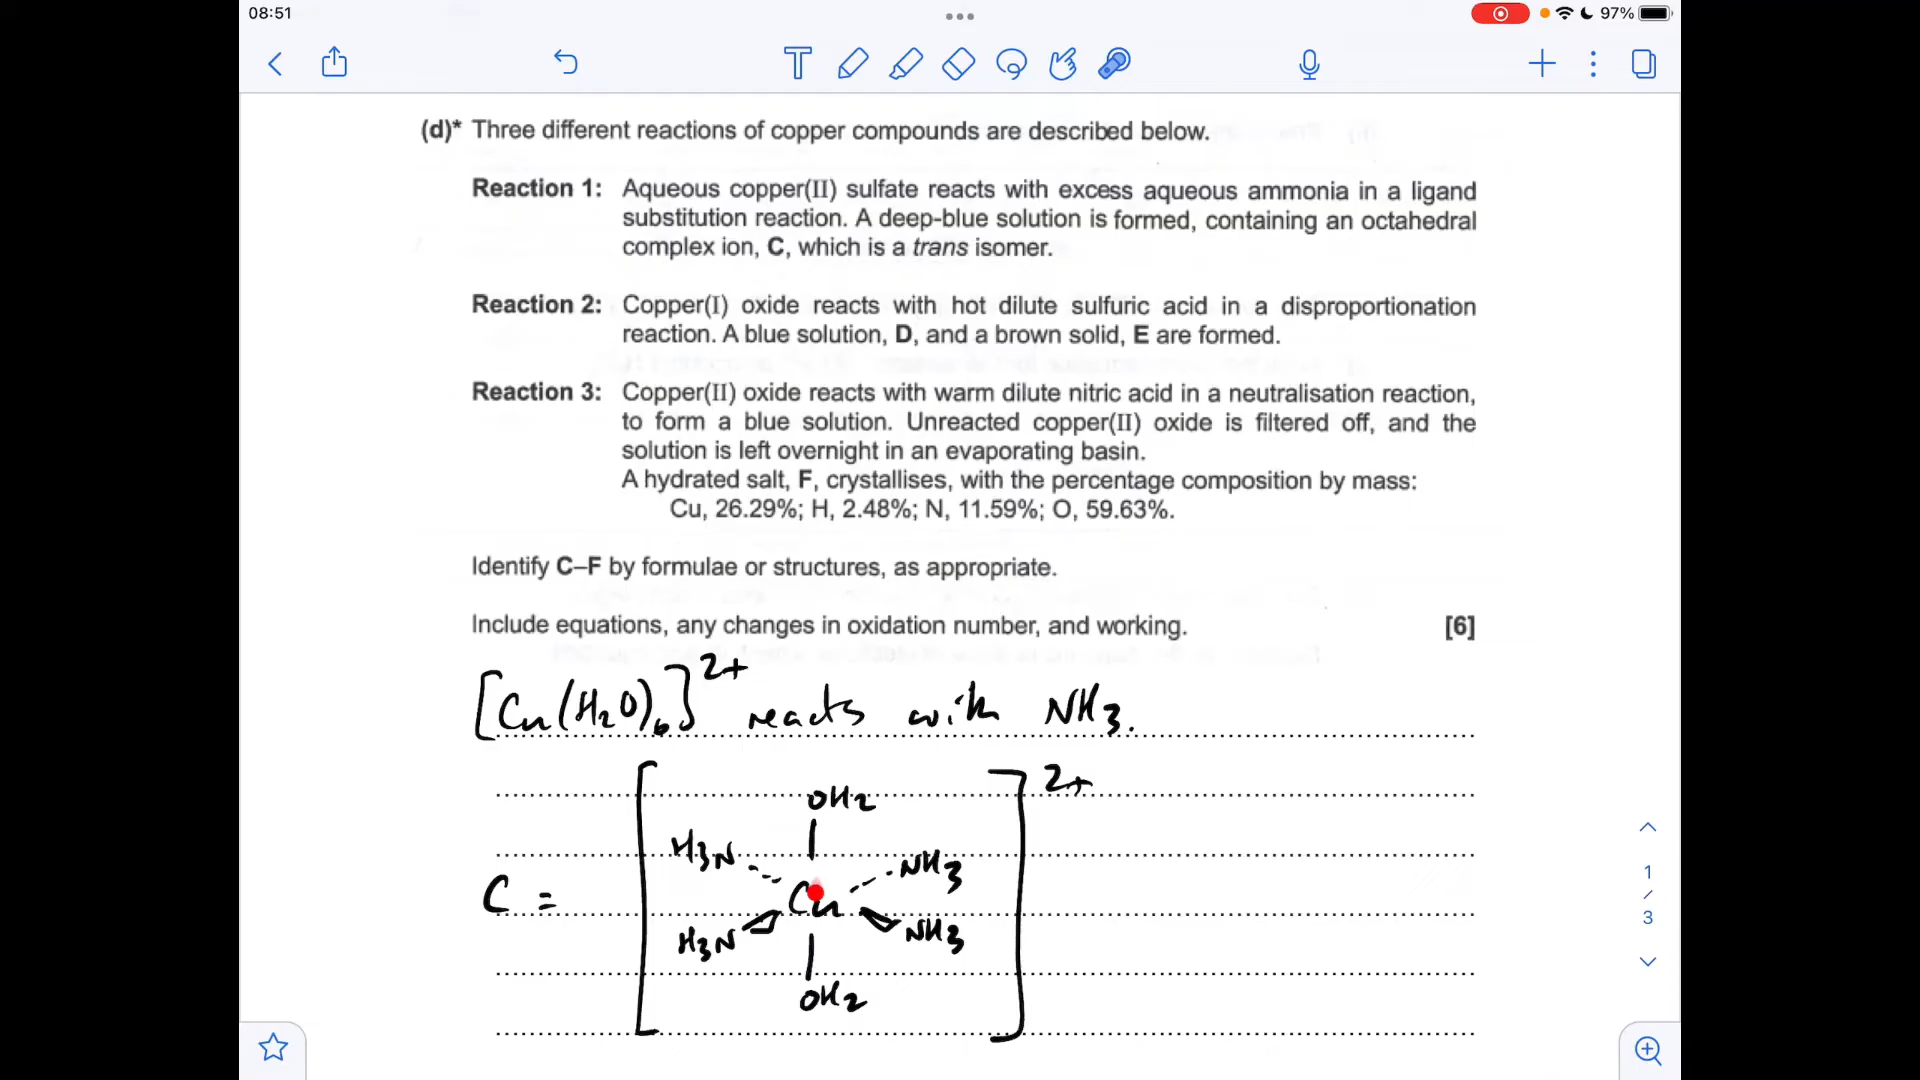 08:51
97%
(d)* Three different reactions of copper compounds are described below.
Reaction 1: Aqueous copper(II) sulfate reacts with excess aqueous ammonia in a ligand
substitution reaction. A deep-blue solution is formed, containing an octahedral
complex ion, C, which is a trans isomer.
Reaction 2: Copper(I) oxide reacts with hot dilute sulfuric acid in a disproportionation
reaction. A blue solution, D, and a brown solid, E are formed.
Reaction 3: Copper(II) oxide reacts with warm dilute nitric acid in a neutralisation reaction,
to form a blue solution. Unreacted copper(II) oxide is filtered off, and the
solution is left overnight in an evaporating basin.
A hydrated salt, F, crystallises, with the percentage composition by mass:
Cu, 26.29%; H, 2.48%; N, 11.59%; O, 59.63%.
Identify C–F by formulae or structures, as appropriate.
Include equations, any changes in oxidation number, and working. [6]
[Cu(H₂O)₆]²⁺ reacts with NH₃.
2+
OH₂
H₃N NH₃
C = Cu
H₃N NH₃
OH₂
1
/
3